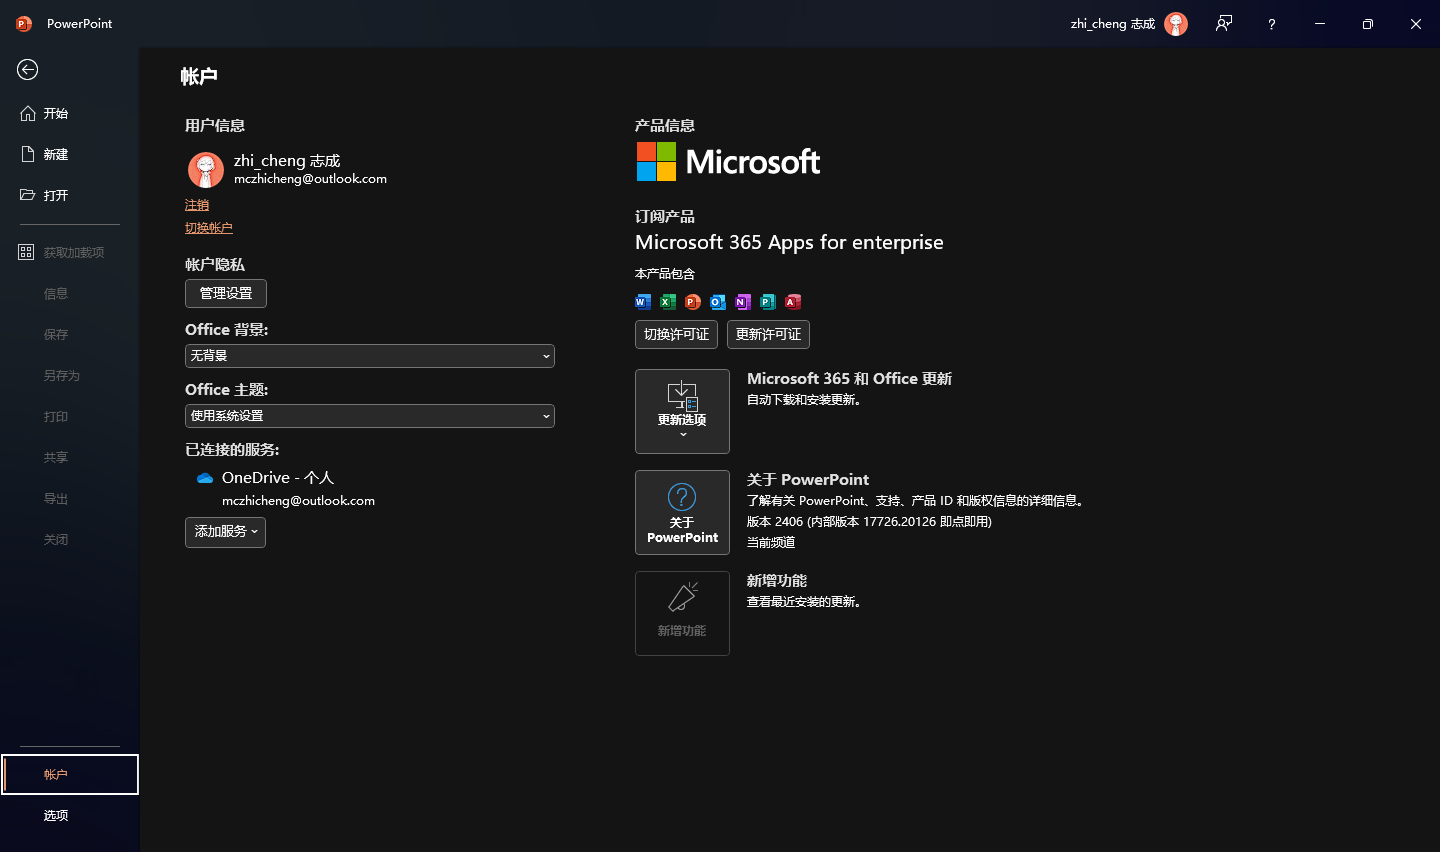 PowerPoint
zhi_cheng 志成
?
开始
新建
打开
获取加载项
信息
保存
另存为
打印
共享
导出
关闭
帐户
选项
帐户
用户信息
zhi_cheng 志成
mczhicheng@outlook.com
注销
切换帐户
帐户隐私
管理设置
Office 背景:
无背景
Office 主题:
使用系统设置
已连接的服务:
OneDrive - 个人
mczhicheng@outlook.com
添加服务
产品信息
Microsoft
订阅产品
Microsoft 365 Apps for enterprise
本产品包含
W X P O N P A
切换许可证 更新许可证
更新选项
Microsoft 365 和 Office 更新
自动下载和安装更新。
关于
PowerPoint
关于 PowerPoint
了解有关 PowerPoint、支持、产品 ID 和版权信息的详细信息。
版本 2406 (内部版本 17726.20126 即点即用)
当前频道
新增功能
新增功能
查看最近安装的更新。